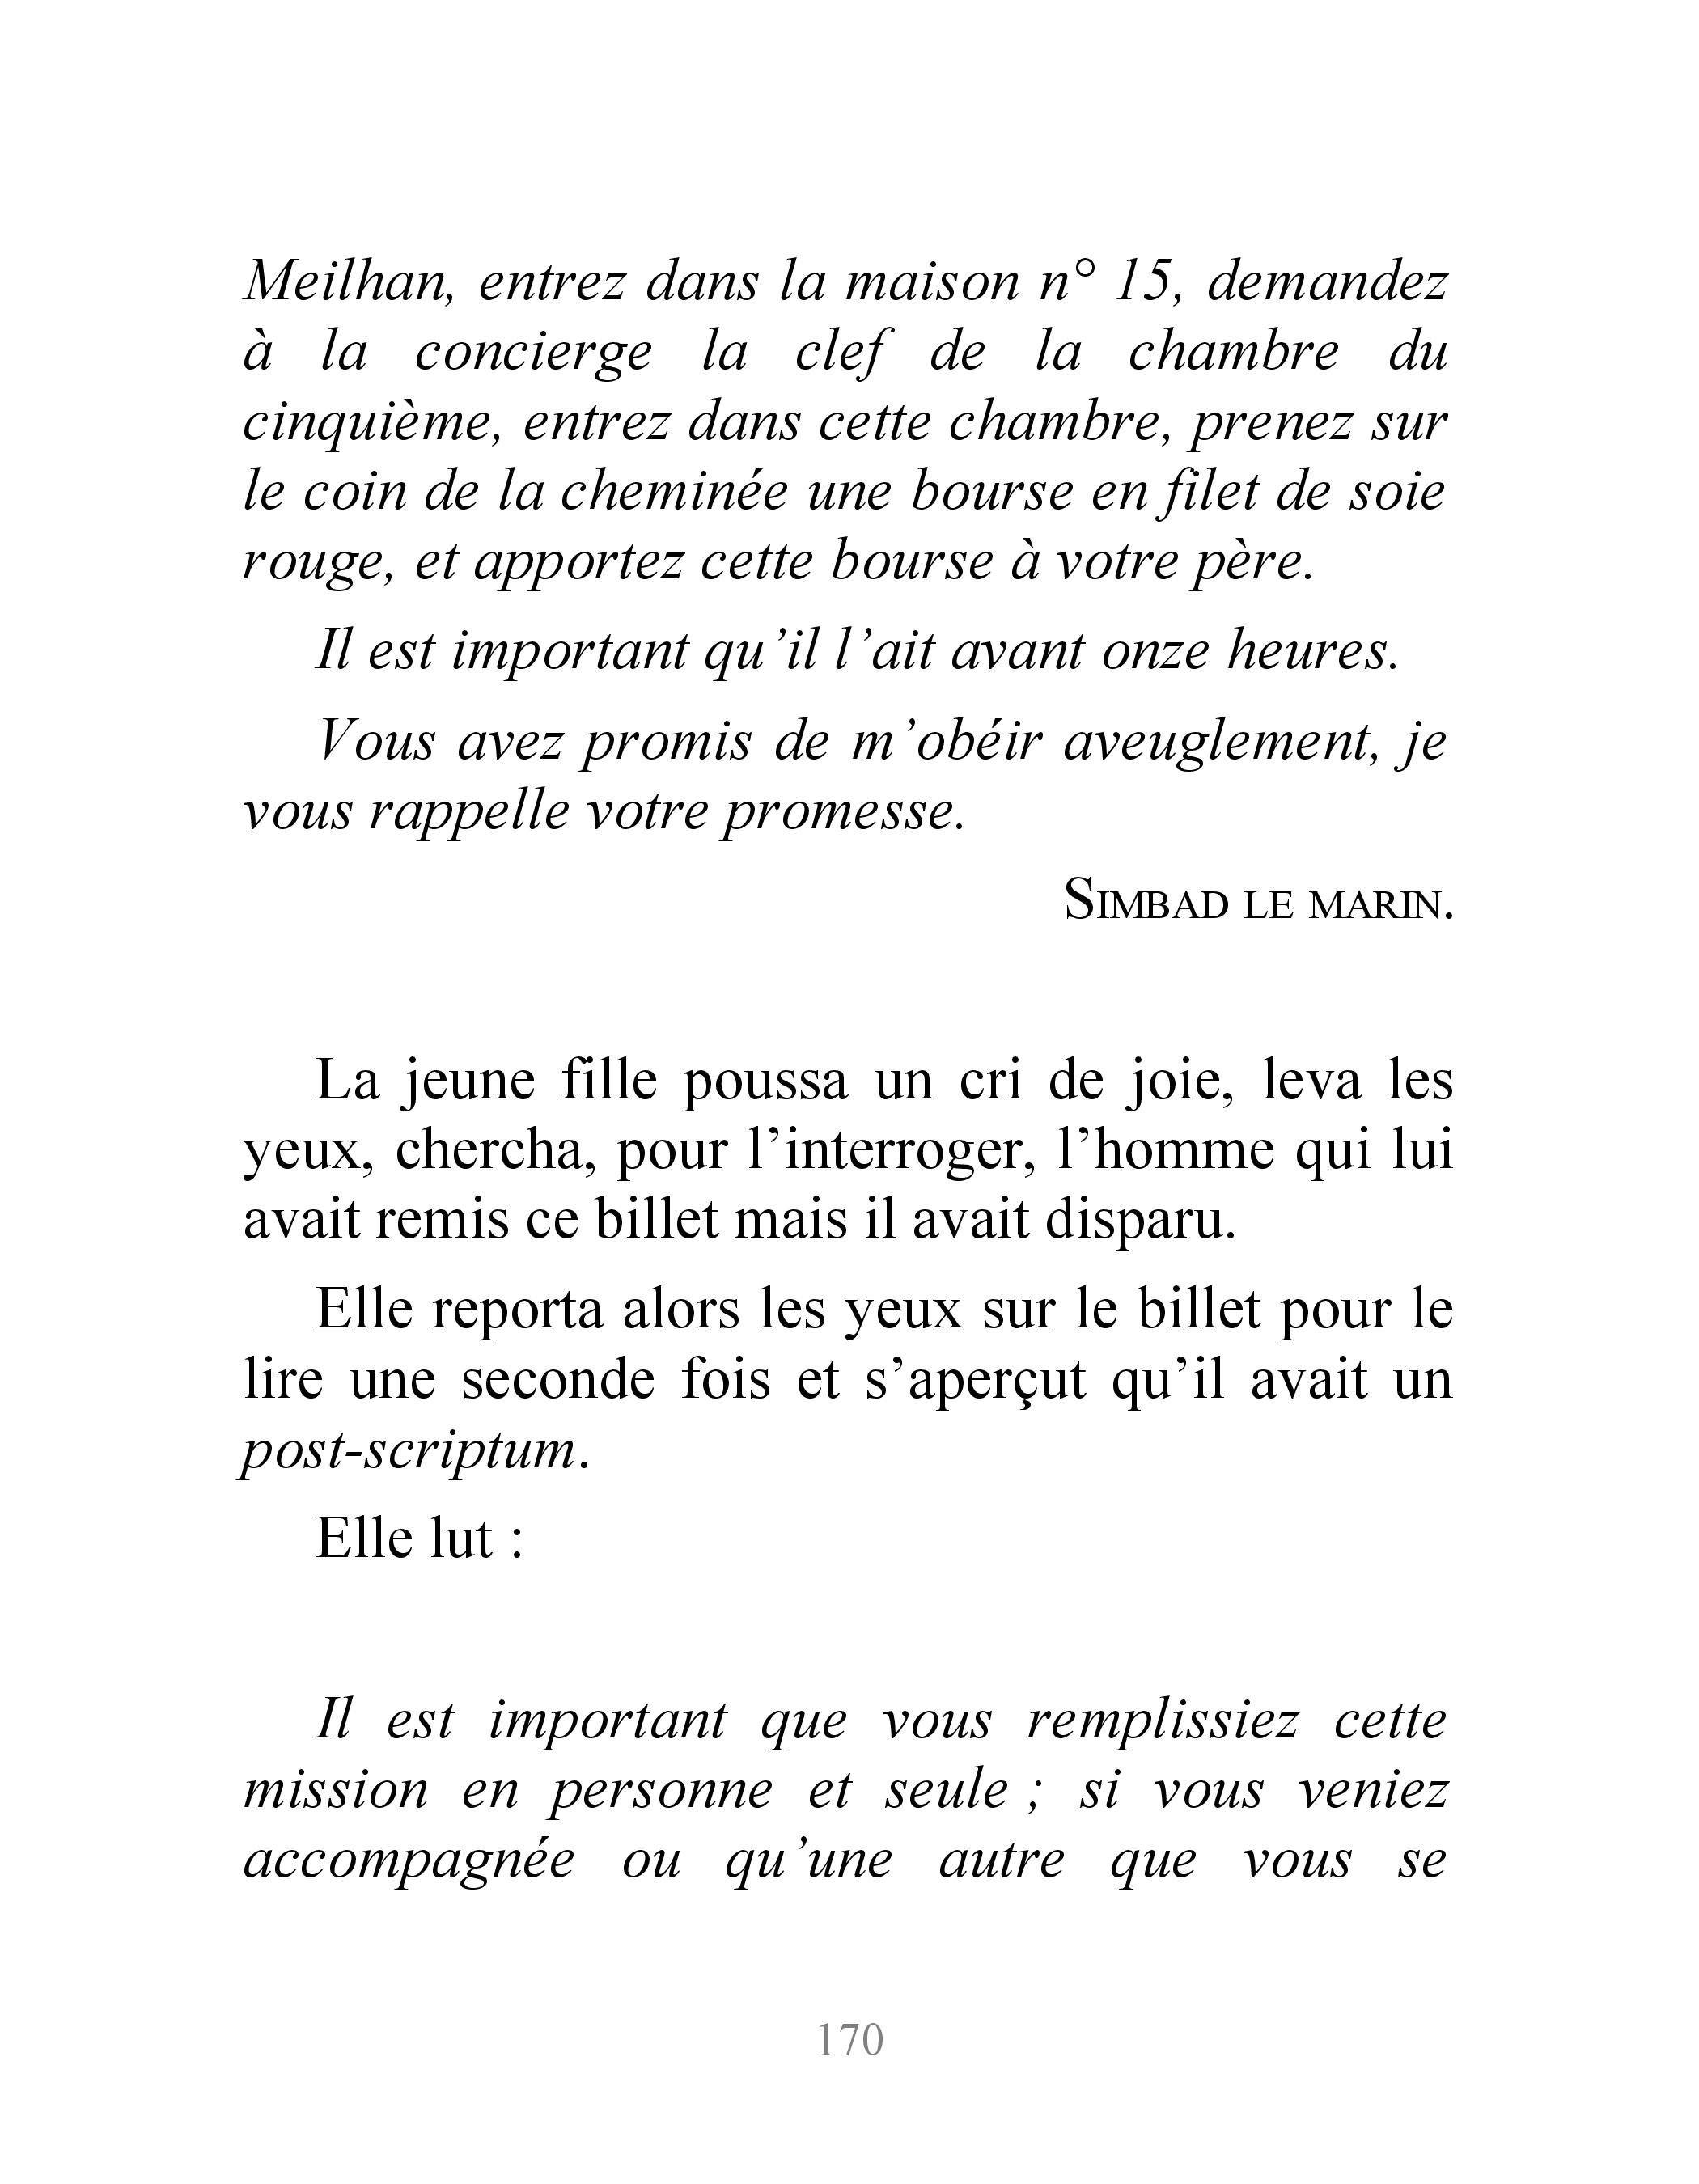 Meilhan, entrez dans la maison n° 15, demandez
à la concierge la clef de la chambre du
cinquième, entrez dans cette chambre, prenez sur
le coin de la cheminée une bourse en filet de soie
rouge, et apportez cette bourse à votre père.
Il est important qu’il l’ait avant onze heures.
Vous avez promis de m’obéir aveuglement, je
vous rappelle votre promesse.
SIMBAD LE MARIN.
La jeune fille poussa un cri de joie, leva les
yeux, chercha, pour l’interroger, l’homme qui lui
avait remis ce billet mais il avait disparu.
Elle reporta alors les yeux sur le billet pour le
lire une seconde fois et s’aperçut qu’il avait un
post-scriptum.
Elle lut :
Il est important que vous remplissiez cette
mission en personne et seule ; si vous veniez
accompagnée ou qu’une autre que vous se
170